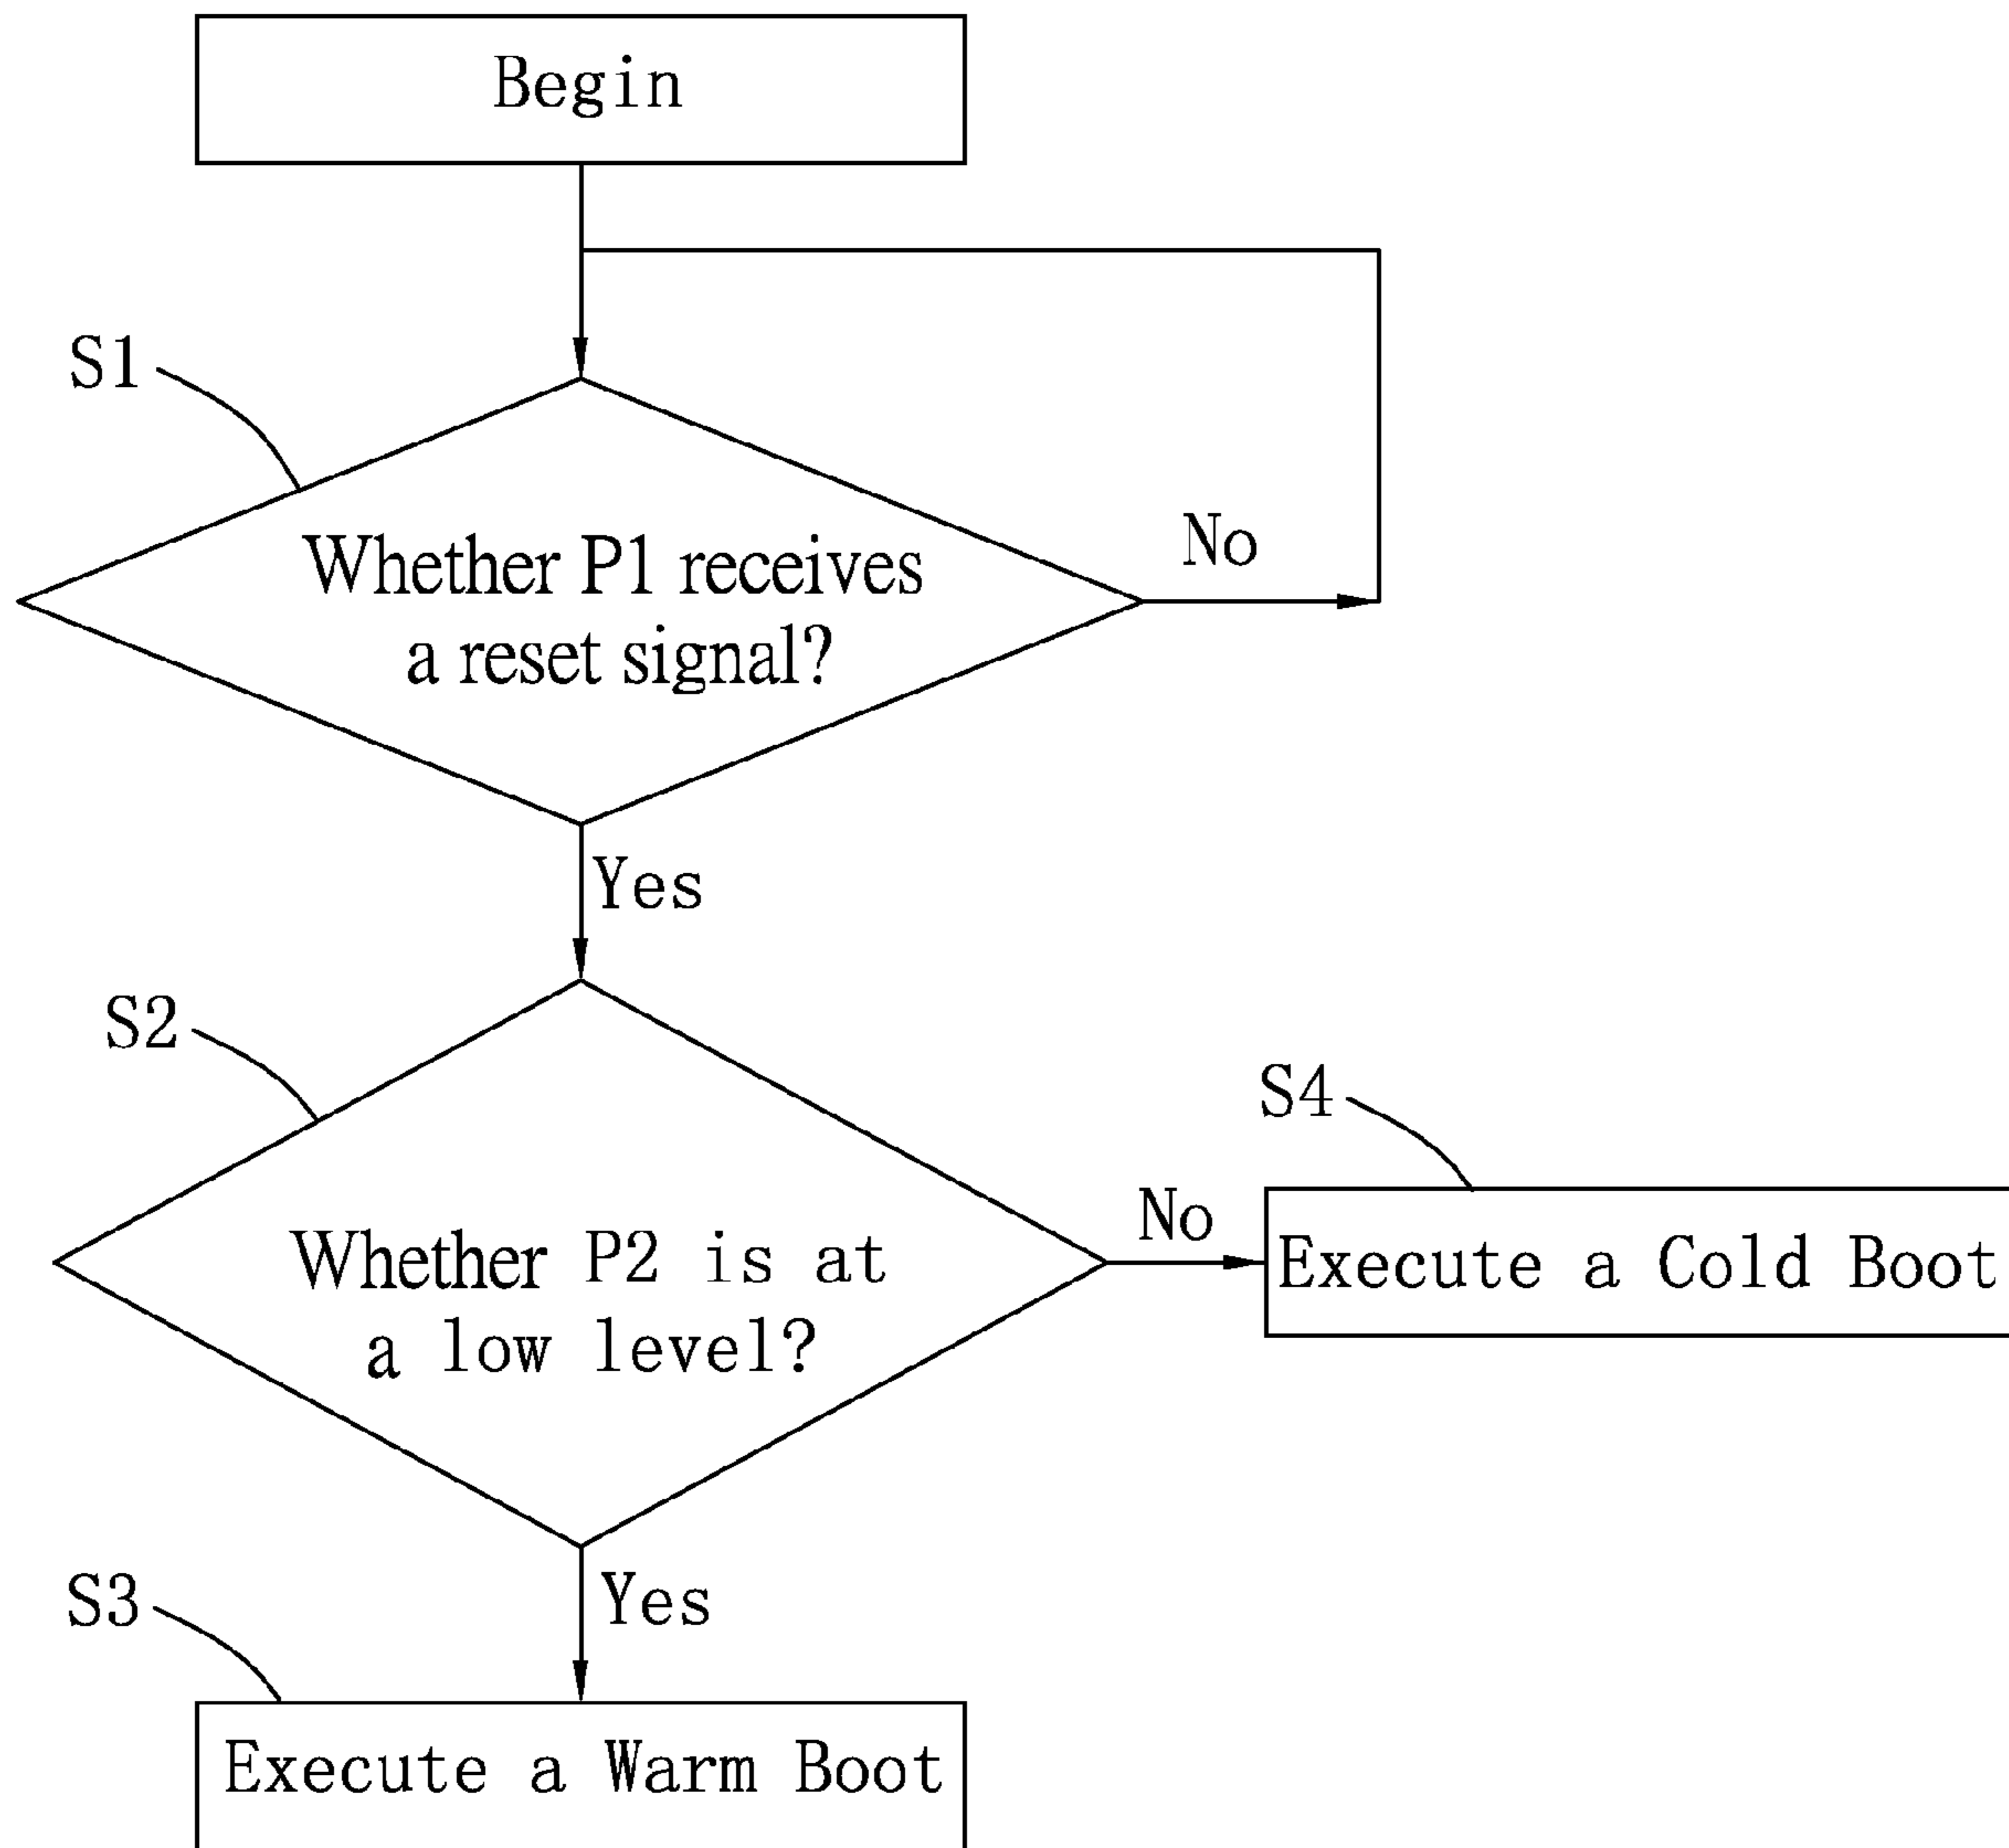 Begin
S1
Whether P1 receives
a reset signal?
No
Yes
S2
Whether P2 is at
a low level?
No
S4
Execute a Cold Boot
Yes
S3
Execute a Warm Boot